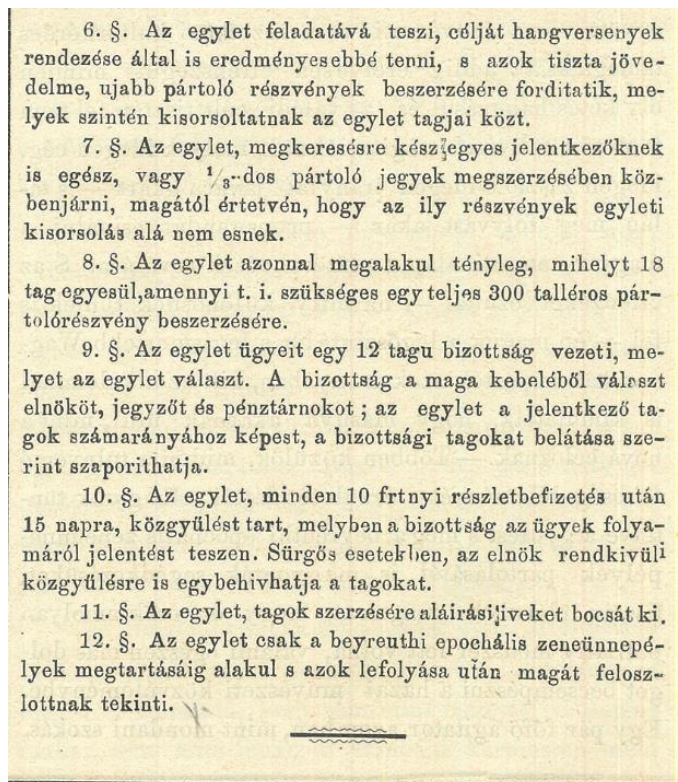 6. §. Az egylet feladatává teszi, célját hangversenyek
rendezése által is eredményesebbé tenni, s azok tiszta jöve-
delme, ujabb pártoló részvények beszerzésére forditatik, me-
lyek szintén kisorsoltatnak az egylet tagjai közt.
7. §. Az egylet, megkeresésre kész egyes jelentkezőknek
is egész, vagy ⅓-dos pártoló jegyek megszerzésében köz-
benjárni, magától értetvén, hogy az ily részvények egyleti
kisorsolás alá nem esnek.
8. §. Az egylet azonnal megalakul tényleg, mihelyt 18
tag egyesül,amennyi t. i. szükséges egy teljes 300 talléros pár-
tolórészvény beszerzésére.
9. §. Az egylet ügyeit egy 12 tagu bizottság vezeti, me-
lyet az egylet választ. A bizottság a maga kebeléből választ
elnököt, jegyzőt és pénztárnokot ; az egylet a jelentkező ta-
gok számarányához képest, a bizottsági tagokat belátása sze-
rint szaporithatja.
10. §. Az egylet, minden 10 frtnyi részletbefizetés után
15 napra, közgyülést tart, melyben a bizottság az ügyek folya-
máról jelentést teszen. Sürgős esetekben, az elnök rendkivüli
közgyülésre is egybehivhatja a tagokat.
11. §. Az egylet, tagok szerzésére aláirási iveket bocsát ki.
12. §. Az egylet csak a beyreuthi epochális zeneünnepé-
lyek megtartásáig alakul s azok lefolyása után magát felosz-
lottnak tekinti.